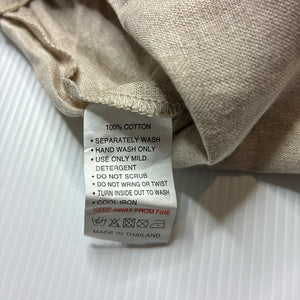 100% COTTON
• SEPARATELY WASH
• HAND WASH ONLY
• USE ONLY MILD
DETERGENT
• DO NOT SCRUB
• DO NOT WRING OR TWIST
• TURN INSIDE OUT TO WASH
• COOL IRON
KEEP AWAY FROM FIRE
MADE IN THAILAND